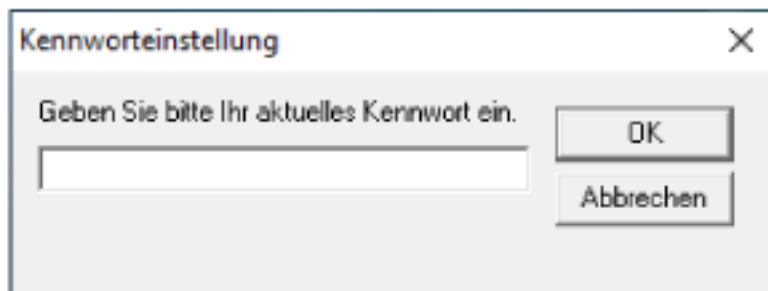 Kennworteinstellung
Geben Sie bitte Ihr aktuelles Kennwort ein.
OK
Abbrechen